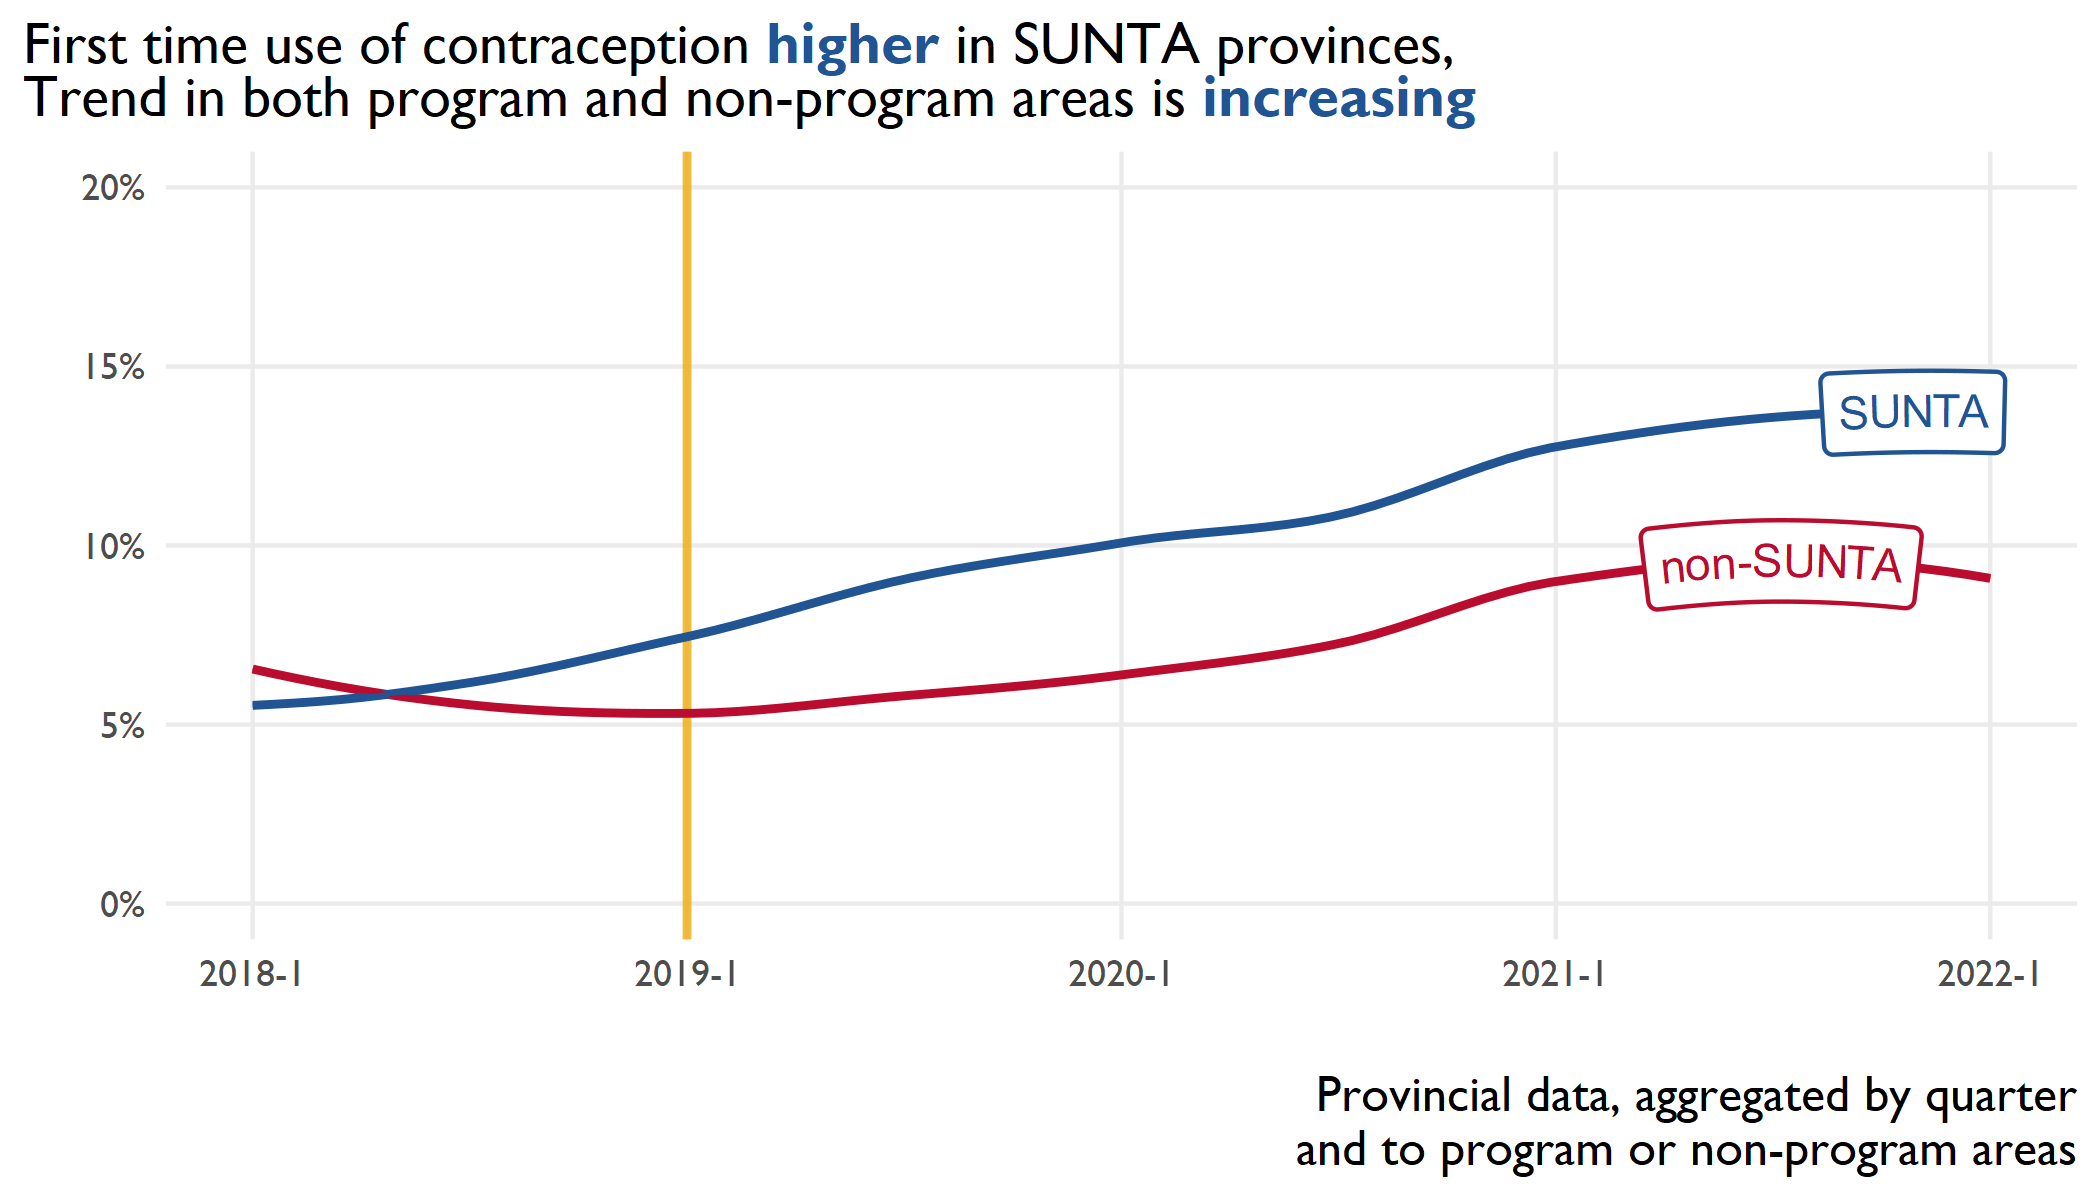 First time use of contraception higher in SUNTA provinces,
Trend in both program and non-program areas is increasing
20%
15%
10%
5%
0%
SUNTA
non-SUNTA
2018-1
2019-1
2020-1
2021-1
2022-1
Provincial data, aggregated by quarter
and to program or non-program areas